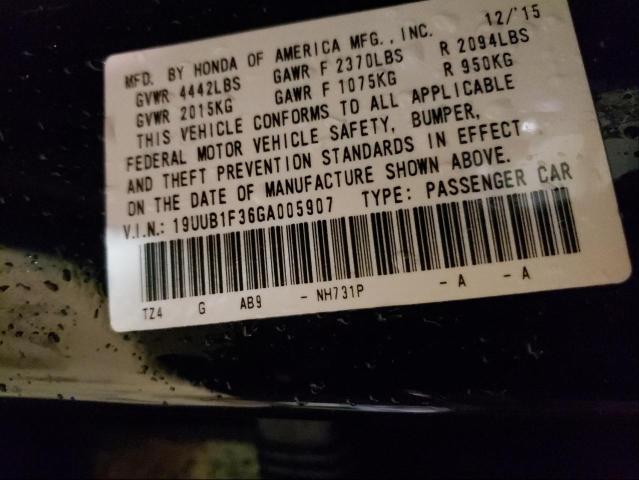 MFD. BY HONDA OF AMERICA MFG., INC. 12/'15
GVWR 4442LBS GAWR F 2370LBS R 2094LBS
GVWR 2015KG GAWR F 1075KG R 950KG
THIS VEHICLE CONFORMS TO ALL APPLICABLE
FEDERAL MOTOR VEHICLE SAFETY, BUMPER,
AND THEFT PREVENTION STANDARDS IN EFFECT
ON THE DATE OF MANUFACTURE SHOWN ABOVE.
V.I.N.: 19UUB1F36GA005907 TYPE: PASSENGER CAR
TZ4 G AB9 - NH731P - A - A